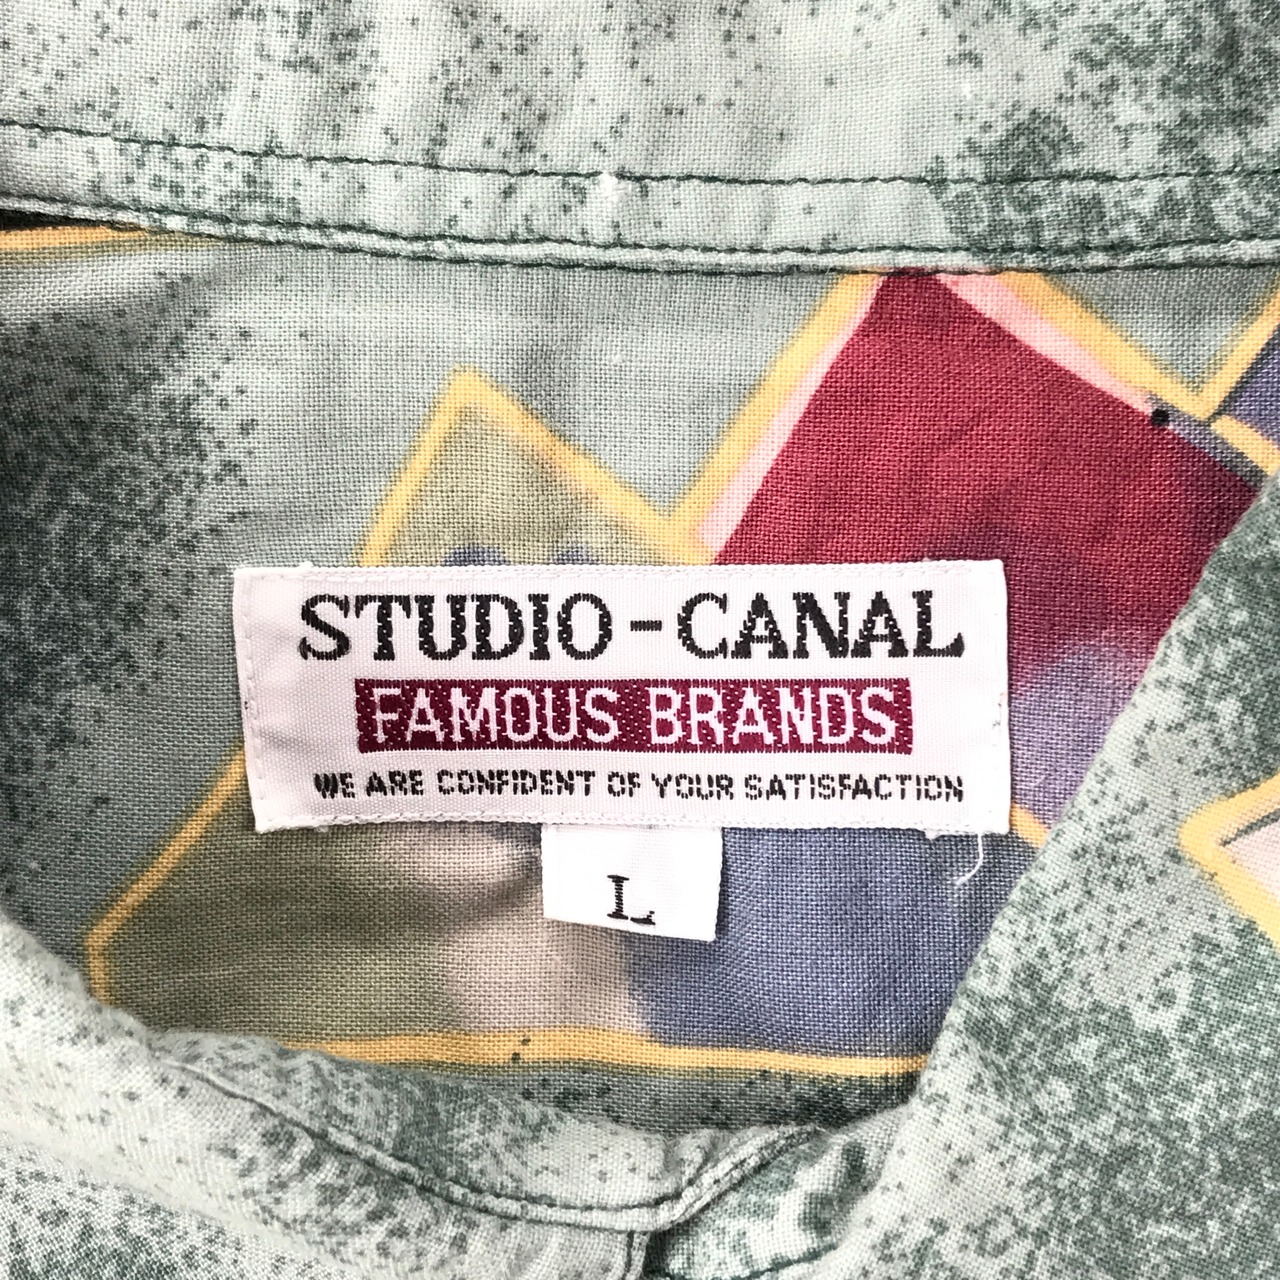 STUDIO-CANAL
FAMOUS BRANDS
WE ARE CONFIDENT OF YOUR SATISFACTION
L